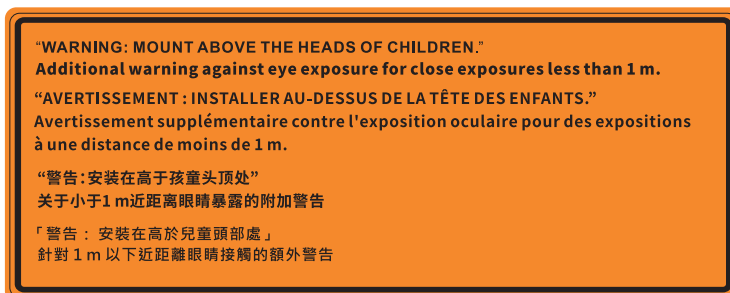 “WARNING: MOUNT ABOVE THE HEADS OF CHILDREN.”
Additional warning against eye exposure for close exposures less than 1 m.
“AVERTISSEMENT : INSTALLER AU-DESSUS DE LA TÊTE DES ENFANTS.”
Avertissement supplémentaire contre l'exposition oculaire pour des expositions
à une distance de moins de 1 m.
“警告:安装在高于孩童头顶处”
关于小于1 m近距离眼睛暴露的附加警告
「警告： 安裝在高於兒童頭部處」
針對 1 m 以下近距離眼睛接觸的額外警告